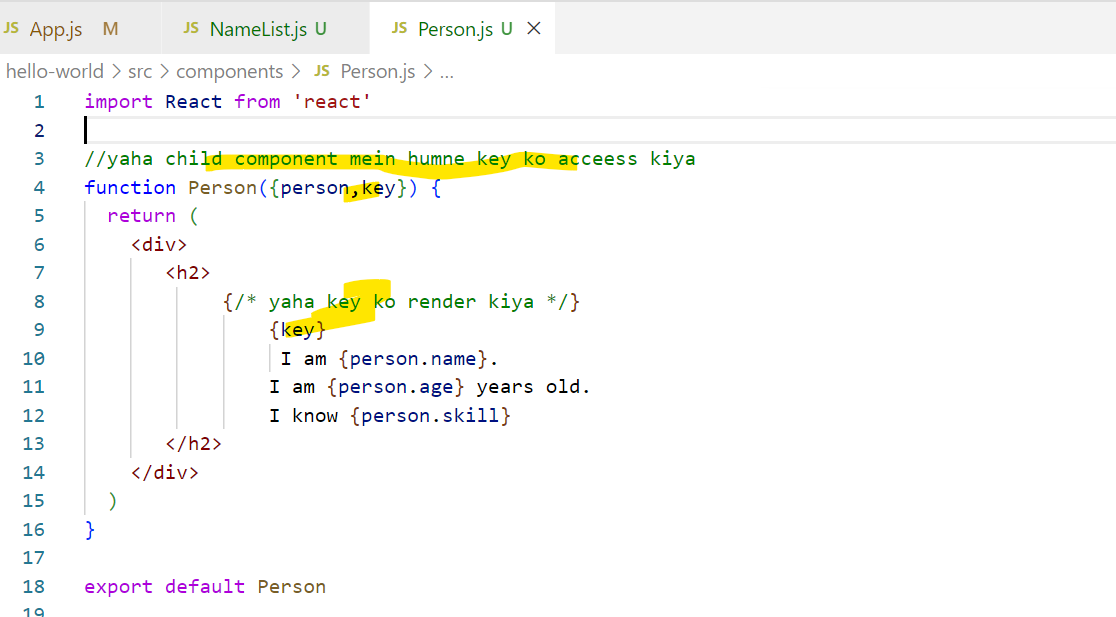 JS App.js M JS NameList.js U JS Person.js U ×
hello-world > src > components > JS Person.js > ...
1 import React from 'react'
2
3 //yaha child component mein humne key ko acceess kiya
4 function Person({person,key}) {
5 return (
6 <div>
7 <h2>
8 {/* yaha key ko render kiya */}
9 {key}
10 I am {person.name}.
11 I am {person.age} years old.
12 I know {person.skill}
13 </h2>
14 </div>
15 )
16 }
17
18 export default Person
19